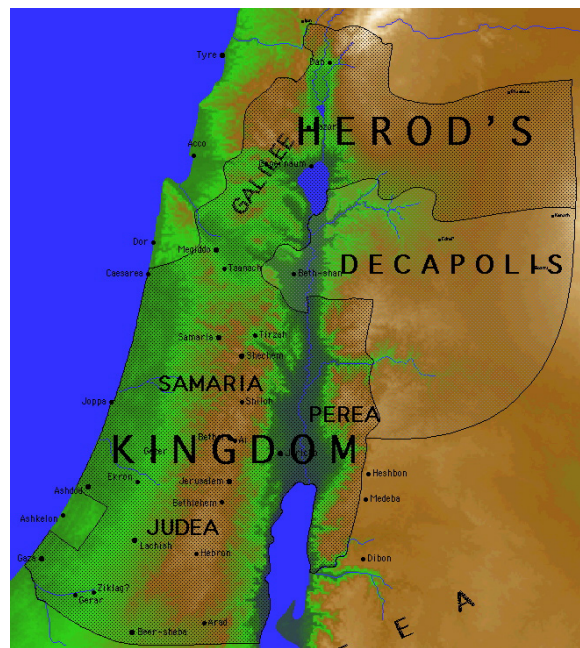 Dan
Tyre
HEROD'S
Hazor
Acco
Capernaum
GALILEE
Dor
Megiddo
DECAPOLIS
Caesarea
Taanach
Beth-shan
Samaria
Tirzah
Shechem
SAMARIA
Joppa
Shiloh
PEREA
Ai
KINGDOM
Gezer
Jericho
Heshbon
Ekron
Jerusalem
Ashdod
Medeba
Bethlehem
Ashkelon
JUDEA
Lachish
Hebron
Gaza
Dibon
Ziklag?
Gerar
E A
Arad
Beer-sheba